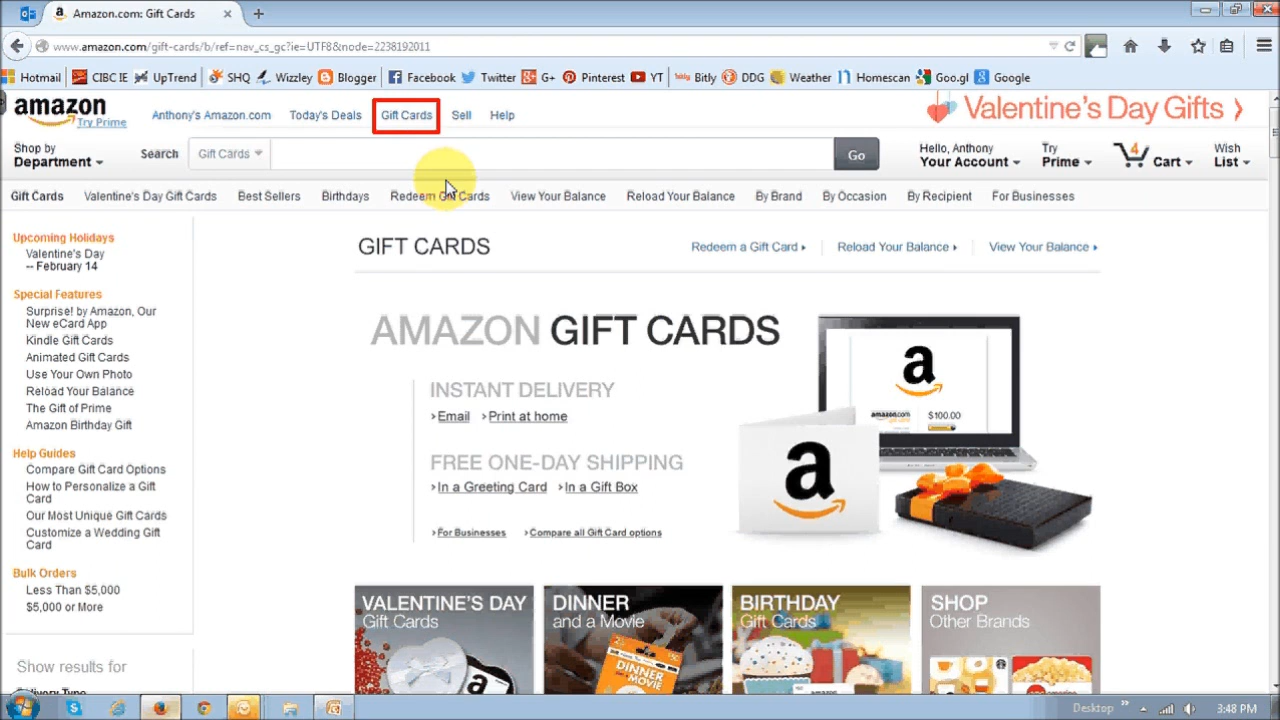 Amazon.com: Gift Cards
www.amazon.com/gift-cards/b/ref=nav_cs_gc?ie=UTF8&node=2238192011
Hotmail CIBC IE UpTrend SHQ Wizzley Blogger Facebook Twitter G+ Pinterest YT Bitly DDG Weather Homescan Goo.gl Google
amazon
Try Prime
Anthony's Amazon.com Today's Deals Gift Cards Sell Help
Valentine's Day Gifts
Shop by
Department
Search Gift Cards Go
Hello, Anthony
Your Account
Try
Prime
4
Cart
Wish
List
Gift Cards Valentine's Day Gift Cards Best Sellers Birthdays Redeem Gift Cards View Your Balance Reload Your Balance By Brand By Occasion By Recipient For Businesses
Upcoming Holidays
Valentine's Day
-- February 14
Special Features
Surprise! by Amazon, Our
New eCard App
Kindle Gift Cards
Animated Gift Cards
Use Your Own Photo
Reload Your Balance
The Gift of Prime
Amazon Birthday Gift
Help Guides
Compare Gift Card Options
How to Personalize a Gift
Card
Our Most Unique Gift Cards
Customize a Wedding Gift
Card
Bulk Orders
Less Than $5,000
$5,000 or More
Show results for
Delivery Type
GIFT CARDS
Redeem a Gift Card Reload Your Balance View Your Balance
AMAZON GIFT CARDS
INSTANT DELIVERY
Email Print at home
FREE ONE-DAY SHIPPING
In a Greeting Card In a Gift Box
For Businesses Compare all Gift Card options
a
amazon.com
$100.00
a
VALENTINE'S DAY
Gift Cards
a
DINNER
and a Movie
DINNER
MOVIE
BIRTHDAY
Gift Cards
SHOP
Other Brands
Desktop
3:48 PM